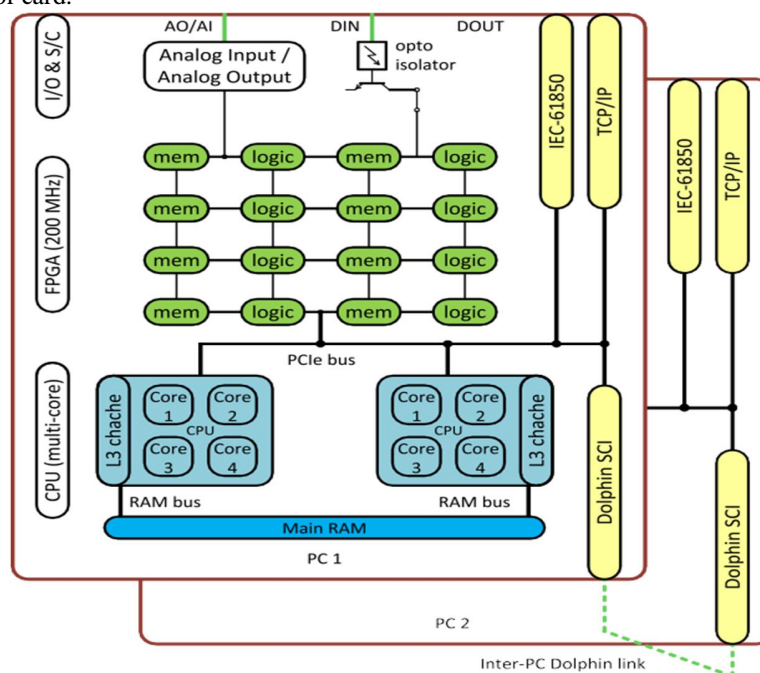 or card.
AO/AI DIN DOUT
I/O & S/C
Analog Input /
Analog Output
opto
isolator
IEC-61850
TCP/IP
IEC-61850
TCP/IP
FPGA (200 MHz)
mem logic mem logic
mem logic mem logic
mem logic mem logic
mem logic mem logic
PCIe bus
CPU (multi-core)
L3 chache
Core
1
Core
2
CPU
Core
3
Core
4
Core
1
Core
2
CPU
Core
3
Core
4
L3 chache
Dolphin SCI
Dolphin SCI
RAM bus
RAM bus
Main RAM
PC 1
PC 2
Inter-PC Dolphin link